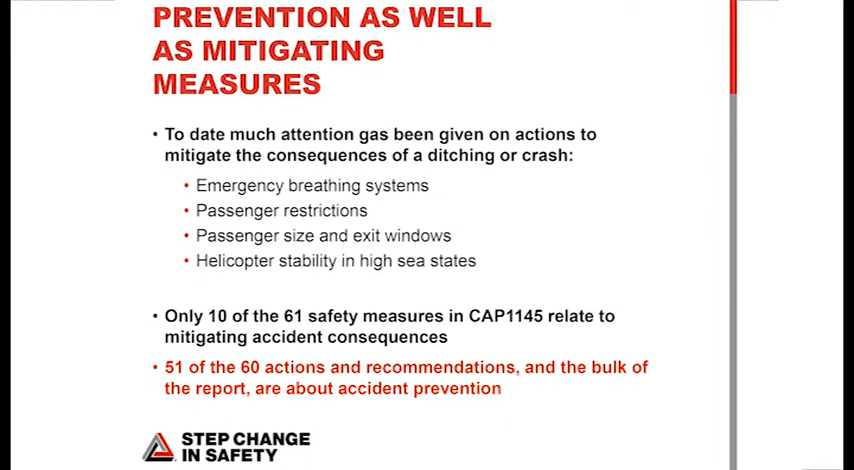 PREVENTION AS WELL
AS MITIGATING
MEASURES
• To date much attention gas been given on actions to
mitigate the consequences of a ditching or crash:
• Emergency breathing systems
• Passenger restrictions
• Passenger size and exit windows
• Helicopter stability in high sea states
• Only 10 of the 61 safety measures in CAP1145 relate to
mitigating accident consequences
• 51 of the 60 actions and recommendations, and the bulk of
the report, are about accident prevention
STEP CHANGE
IN SAFETY